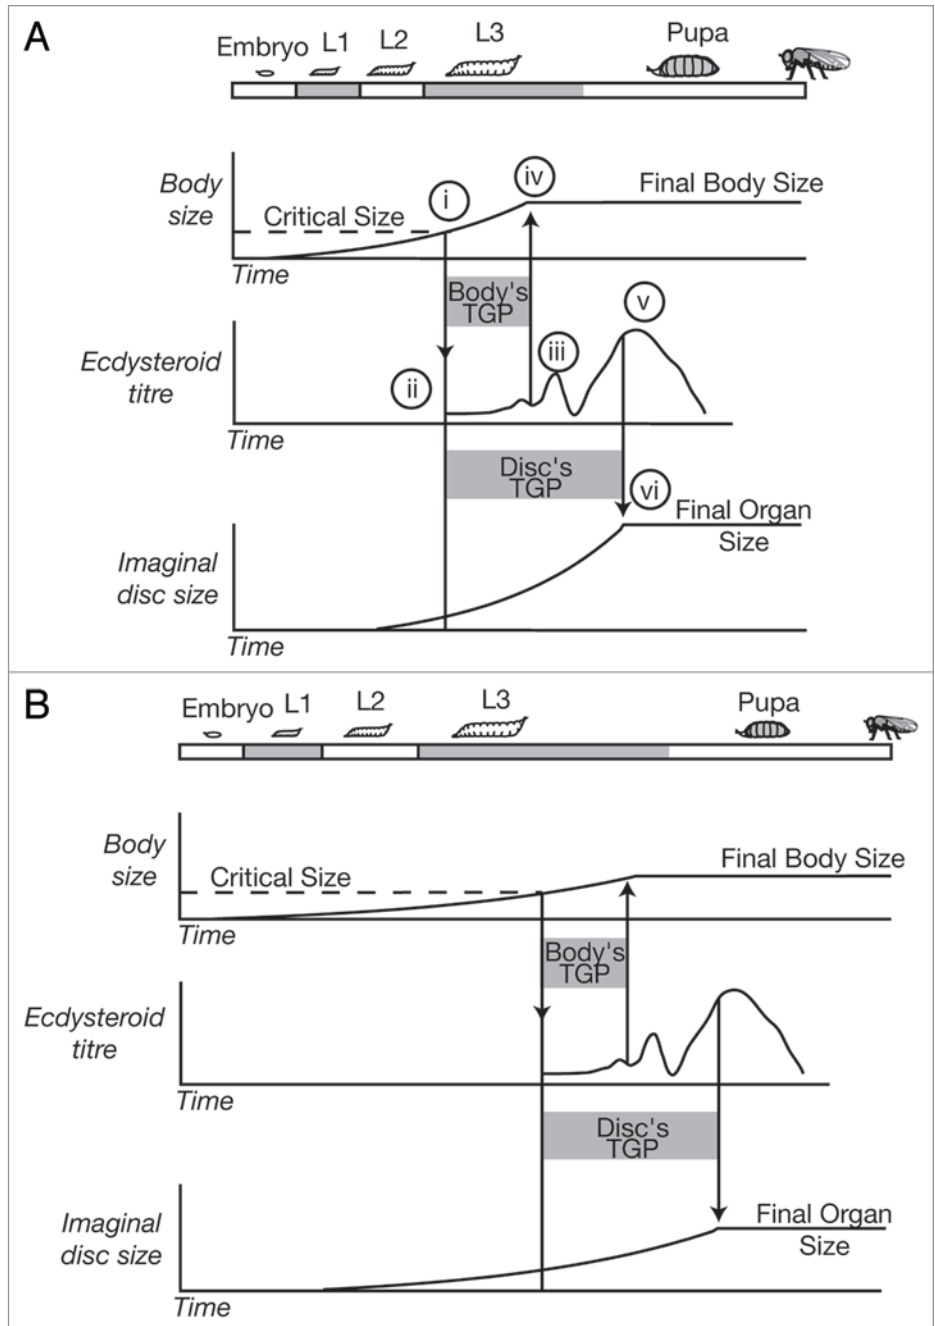 A
Embryo L1 L2 L3 Pupa
Body
size
Critical Size
i
iv
Final Body Size
Time
Body's
TGP
v
Ecdysteroid
titre
ii
iii
Time
Disc's
TGP
vi
Final Organ
Size
Imaginal
disc size
Time
B
Embryo L1 L2 L3 Pupa
Body
size
Critical Size
Final Body Size
Time
Body's
TGP
Ecdysteroid
titre
Time
Disc's
TGP
Final Organ
Size
Imaginal
disc size
Time